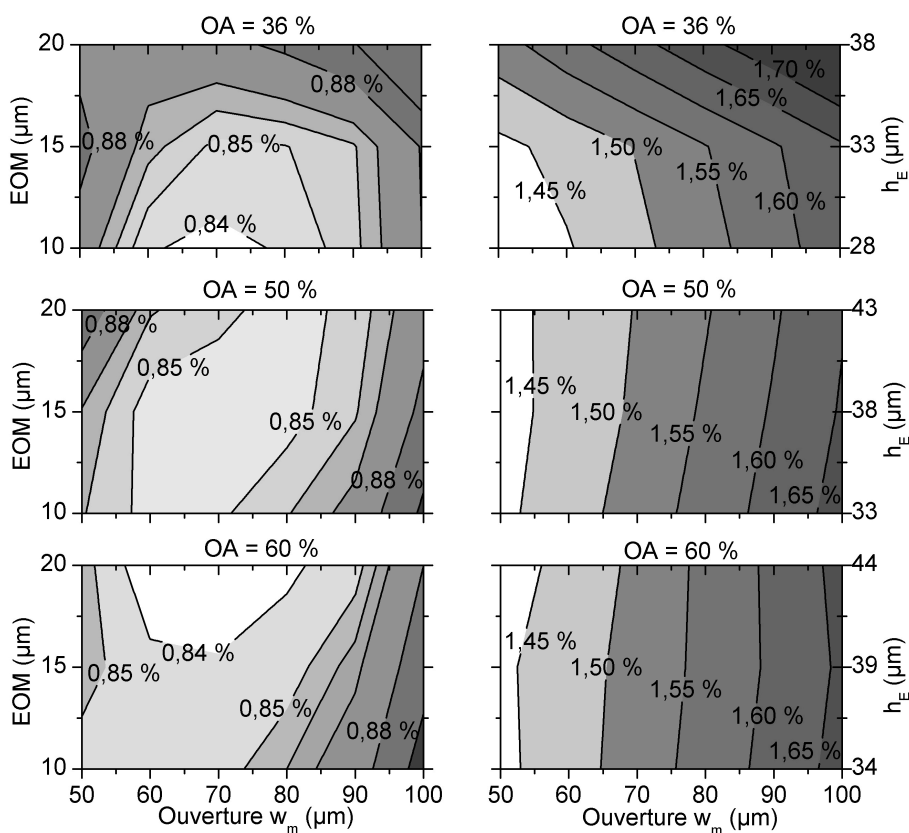 OA = 36 %
20
15
10
EOM (µm)
0,88 %
0,88 %
0,85 %
0,84 %
OA = 36 %
38
33
28
h_E (µm)
1,70 %
1,65 %
1,50 %
1,55 %
1,45 %
1,60 %
OA = 50 %
20
15
10
EOM (µm)
0,88 %
0,85 %
0,85 %
0,88 %
OA = 50 %
43
38
33
h_E (µm)
1,45 %
1,50 %
1,55 %
1,60 %
1,65 %
OA = 60 %
20
15
10
EOM (µm)
0,84 %
0,85 %
0,85 %
0,88 %
50 60 70 80 90 100
Ouverture w_m (µm)
OA = 60 %
44
39
34
h_E (µm)
1,45 %
1,50 %
1,55 %
1,60 %
1,65 %
50 60 70 80 90 100
Ouverture w_m (µm)